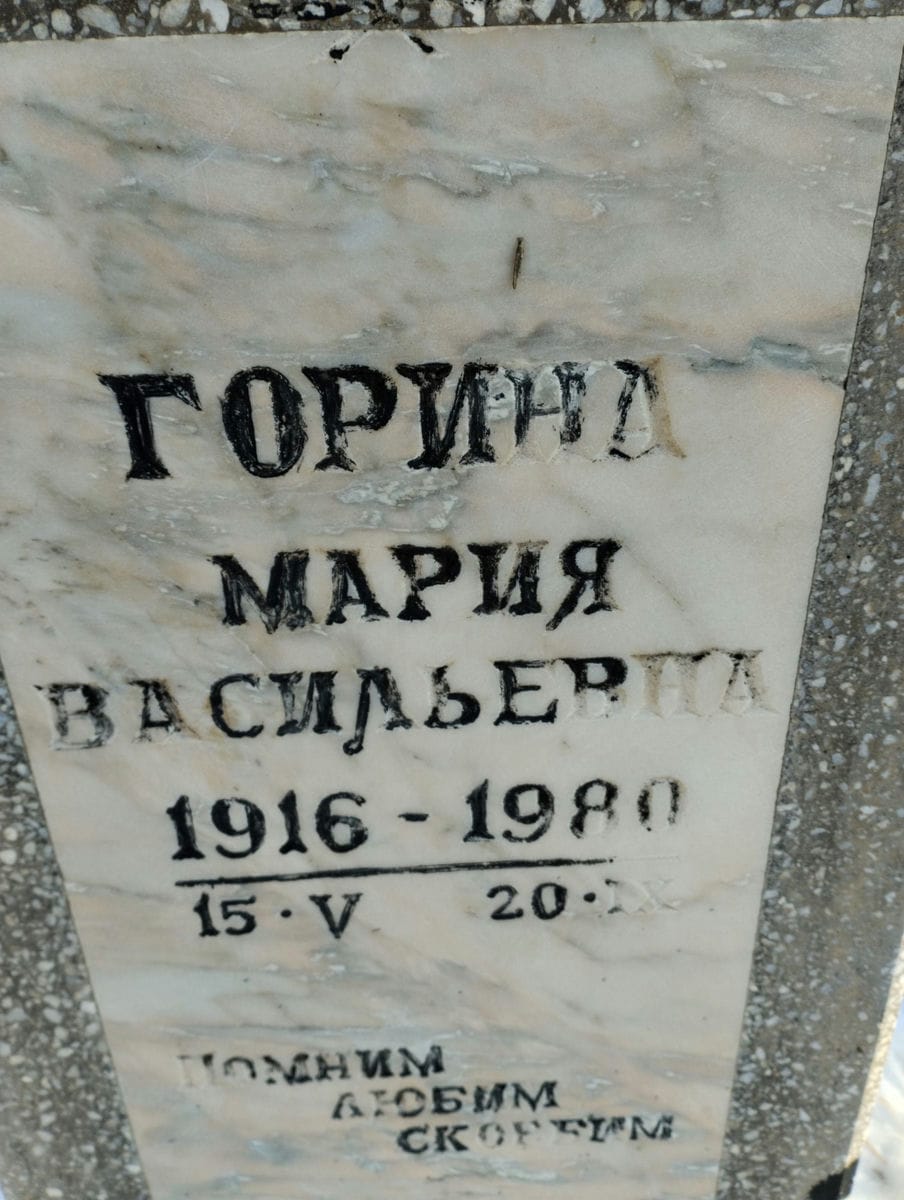 ГОРИНА
МАРИЯ
ВАСИЛЬЕВНА
1916 - 1980
15 · V 20 · IX
ПОМНИМ
ЛЮБИМ
СКОРБИМ